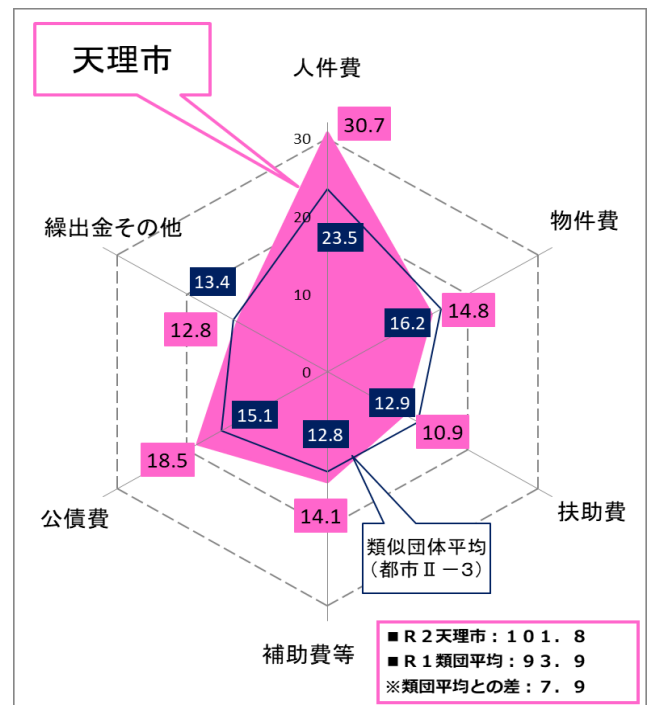 天理市
人件費
30.7
30
物件費
繰出金その他
20
23.5
13.4
10
14.8
12.8
16.2
0
12.9
15.1
12.8
10.9
18.5
14.1
公債費
扶助費
類似団体平均
(都市Ⅱ－3)
補助費等
■R2天理市：101．8
■R1類団平均：93．9
※類団平均との差：7．9